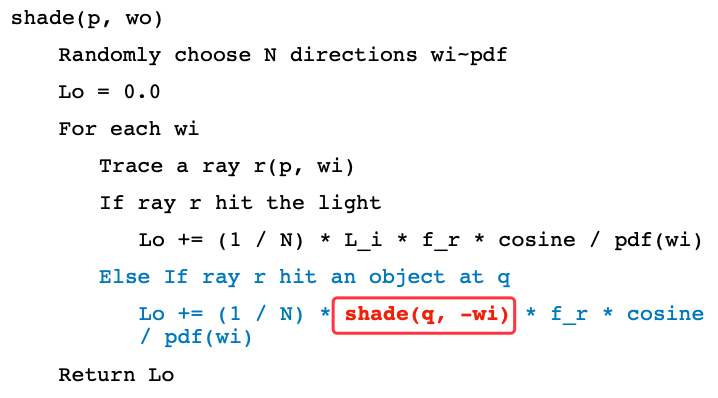 shade(p, wo)
Randomly choose N directions wi~pdf
Lo = 0.0
For each wi
Trace a ray r(p, wi)
If ray r hit the light
Lo += (1 / N) * L_i * f_r * cosine / pdf(wi)
Else If ray r hit an object at q
Lo += (1 / N) * shade(q, -wi) * f_r * cosine
/ pdf(wi)
Return Lo